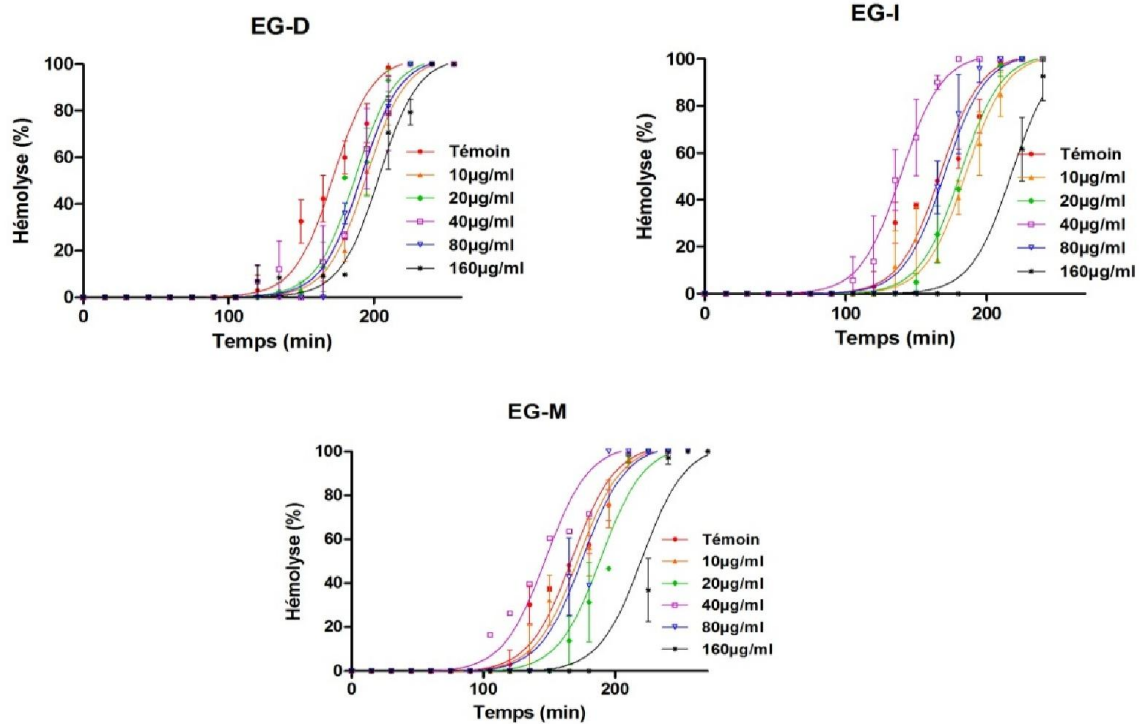 EG-D
Hémolyse (%)
100
80
60
40
20
0
0
100
200
Temps (min)
Témoin
10µg/ml
20µg/ml
40µg/ml
80µg/ml
160µg/ml
EG-I
Hémolyse (%)
100
80
60
40
20
0
0
100
200
Temps (min)
Témoin
10µg/ml
20µg/ml
40µg/ml
80µg/ml
160µg/ml
EG-M
Hémolyse (%)
100
80
60
40
20
0
0
100
200
Temps (min)
Témoin
10µg/ml
20µg/ml
40µg/ml
80µg/ml
160µg/ml